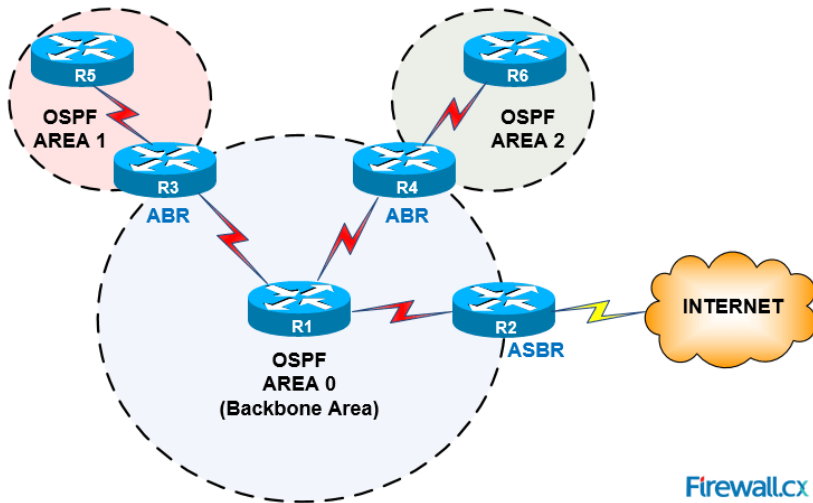 R5
OSPF
AREA 1
R3
ABR
R6
OSPF
AREA 2
R4
ABR
R1
OSPF
AREA 0
(Backbone Area)
R2
ASBR
INTERNET
Firewall.cx